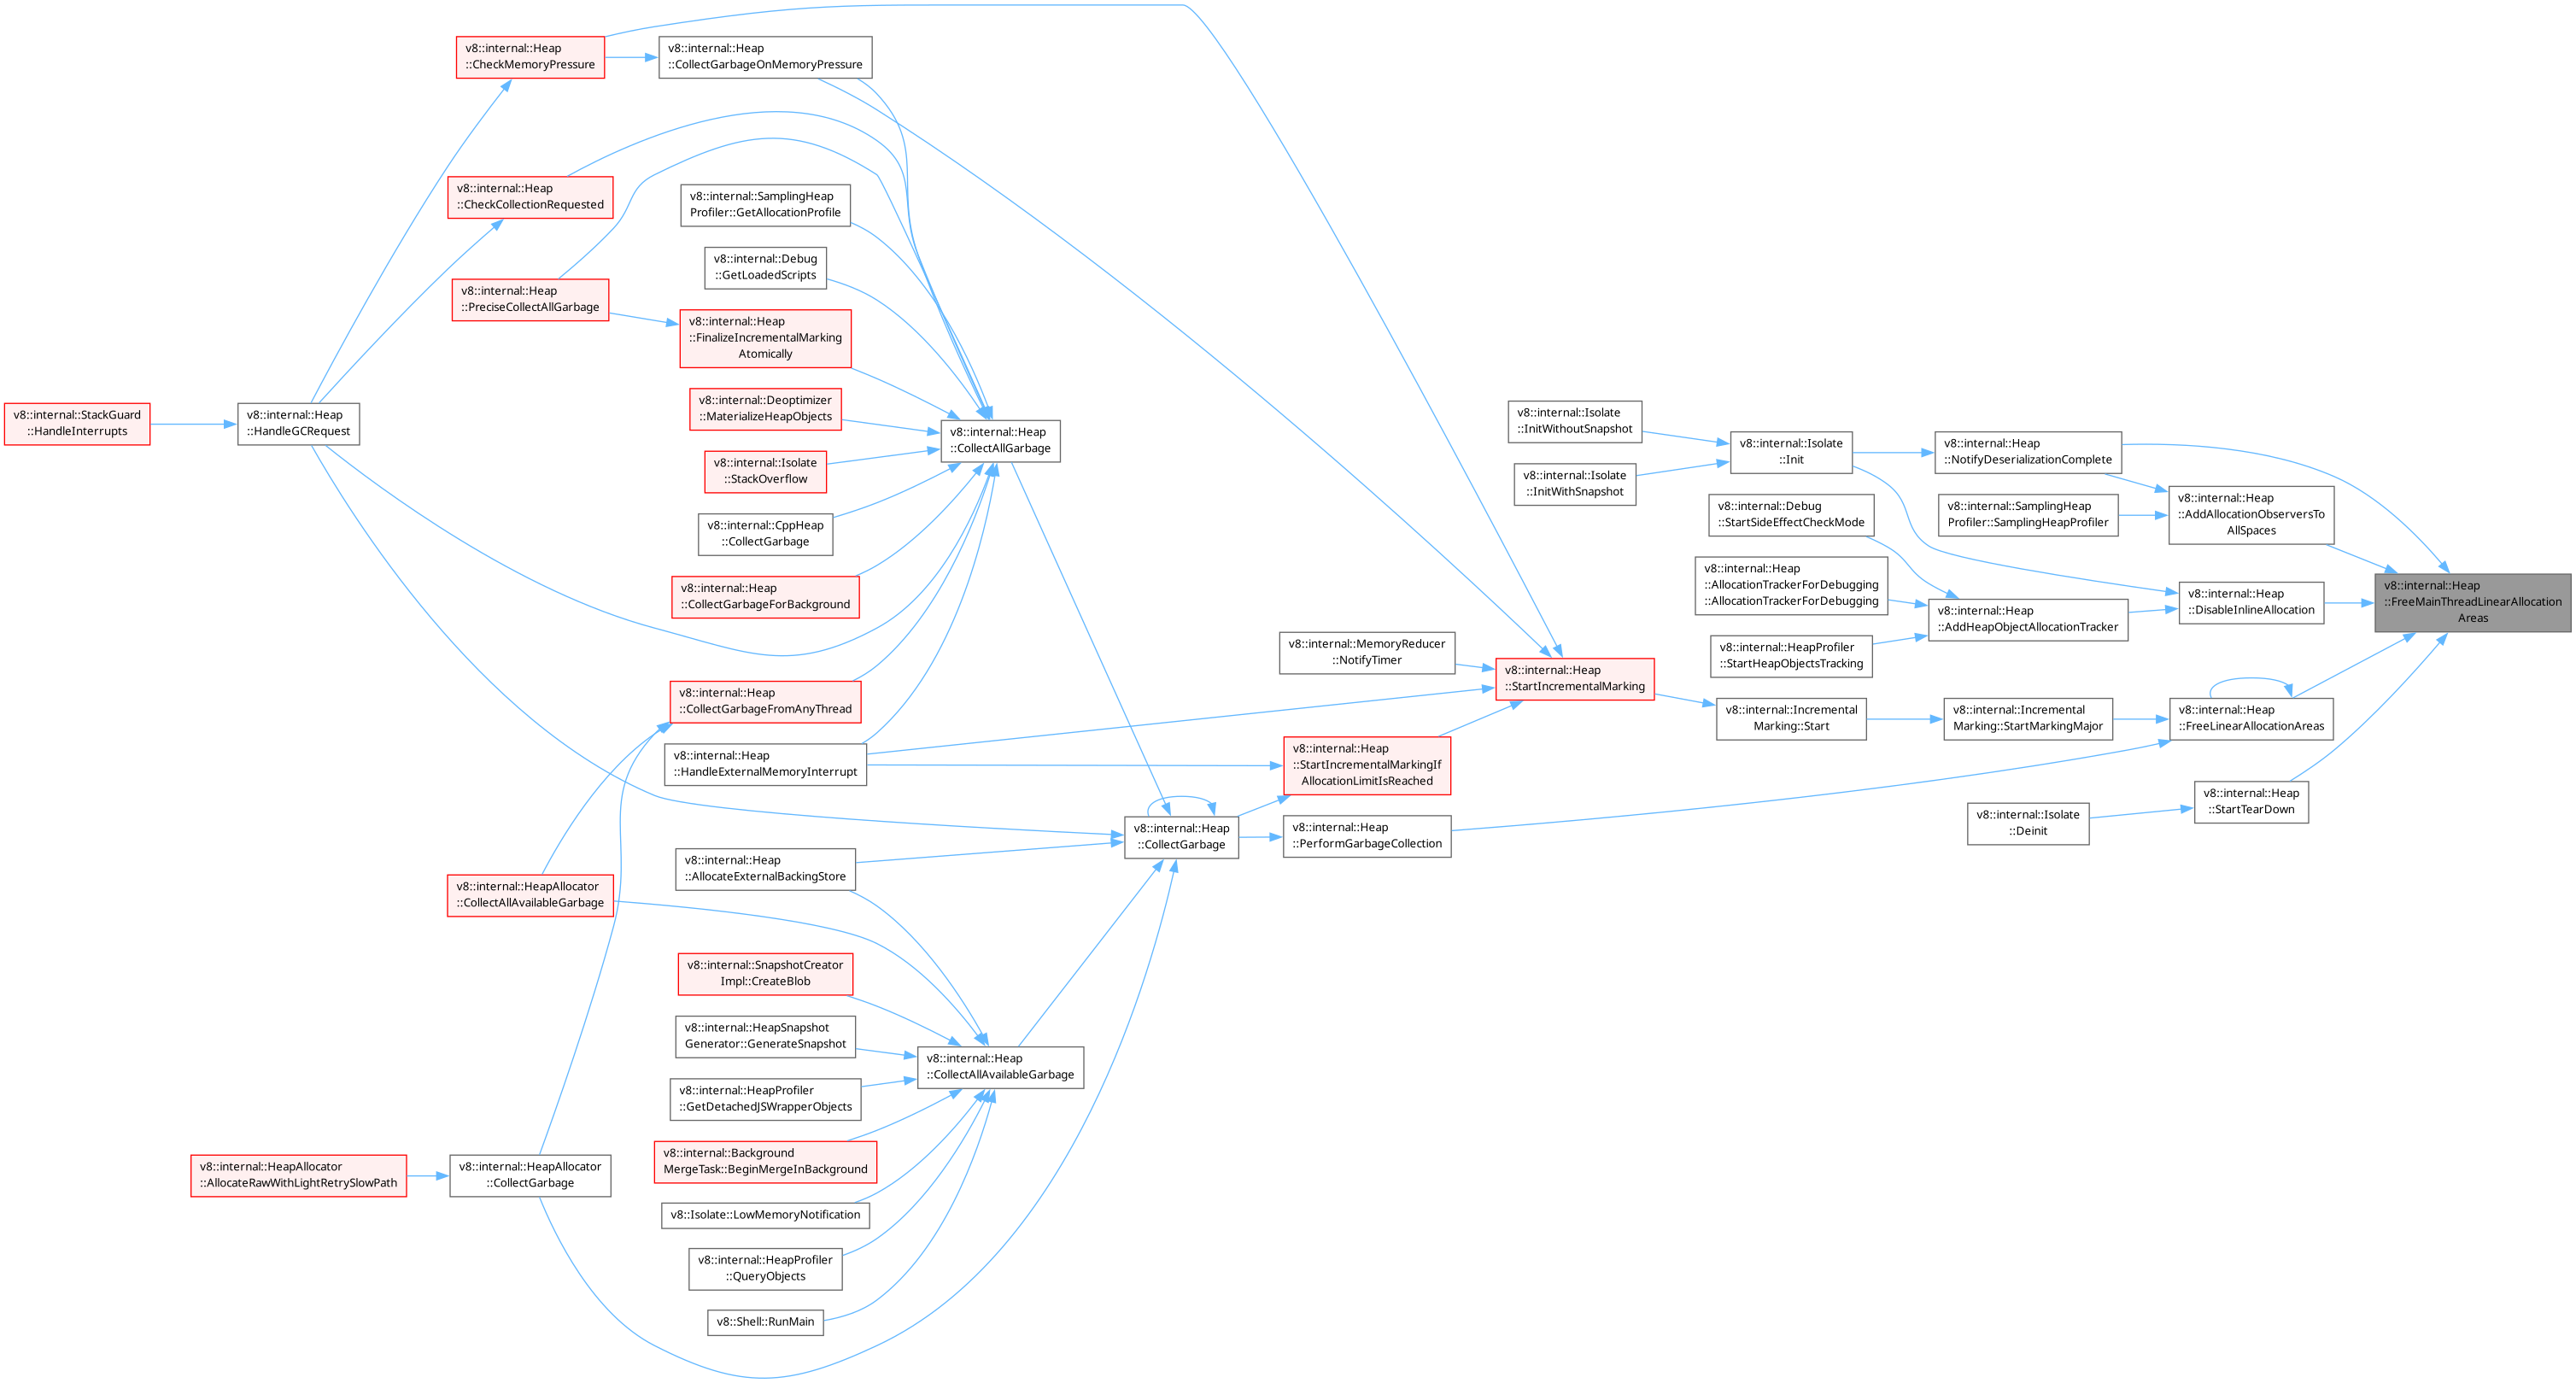 v8::internal::Heap
::CheckMemoryPressure
v8::internal::Heap
::CollectGarbageOnMemoryPressure
v8::internal::Heap
::CheckCollectionRequested
v8::internal::SamplingHeap
Profiler::GetAllocationProfile
v8::internal::Debug
::GetLoadedScripts
v8::internal::Heap
::PreciseCollectAllGarbage
v8::internal::Heap
::FinalizeIncrementalMarking
Atomically
v8::internal::Deoptimizer
::MaterializeHeapObjects
v8::internal::StackGuard
::HandleInterrupts
v8::internal::Heap
::HandleGCRequest
v8::internal::Heap
::CollectAllGarbage
v8::internal::Isolate
::StackOverflow
v8::internal::CppHeap
::CollectGarbage
v8::internal::Heap
::CollectGarbageForBackground
v8::internal::Heap
::CollectGarbageFromAnyThread
v8::internal::Heap
::HandleExternalMemoryInterrupt
v8::internal::Isolate
::InitWithoutSnapshot
v8::internal::Isolate
::InitWithSnapshot
v8::internal::Isolate
::Init
v8::internal::Heap
::NotifyDeserializationComplete
v8::internal::Debug
::StartSideEffectCheckMode
v8::internal::SamplingHeap
Profiler::SamplingHeapProfiler
v8::internal::Heap
::AddAllocationObserversTo
AllSpaces
v8::internal::Heap
::AllocationTrackerForDebugging
::AllocationTrackerForDebugging
v8::internal::Heap
::AddHeapObjectAllocationTracker
v8::internal::Heap
::DisableInlineAllocation
v8::internal::Heap
::FreeMainThreadLinearAllocation
Areas
v8::internal::HeapProfiler
::StartHeapObjectsTracking
v8::internal::MemoryReducer
::NotifyTimer
v8::internal::Heap
::StartIncrementalMarking
v8::internal::Incremental
Marking::Start
v8::internal::Incremental
Marking::StartMarkingMajor
v8::internal::Heap
::FreeLinearAllocationAreas
v8::internal::Heap
::StartIncrementalMarkingIf
AllocationLimitIsReached
v8::internal::Heap
::StartTearDown
v8::internal::Isolate
::Deinit
v8::internal::Heap
::CollectGarbage
v8::internal::Heap
::PerformGarbageCollection
v8::internal::Heap
::AllocateExternalBackingStore
v8::internal::HeapAllocator
::CollectAllAvailableGarbage
v8::internal::SnapshotCreator
Impl::CreateBlob
v8::internal::HeapSnapshot
Generator::GenerateSnapshot
v8::internal::Heap
::CollectAllAvailableGarbage
v8::internal::HeapProfiler
::GetDetachedJSWrapperObjects
v8::internal::Background
MergeTask::BeginMergeInBackground
v8::internal::HeapAllocator
::AllocateRawWithLightRetrySlowPath
v8::internal::HeapAllocator
::CollectGarbage
v8::Isolate::LowMemoryNotification
v8::internal::HeapProfiler
::QueryObjects
v8::Shell::RunMain